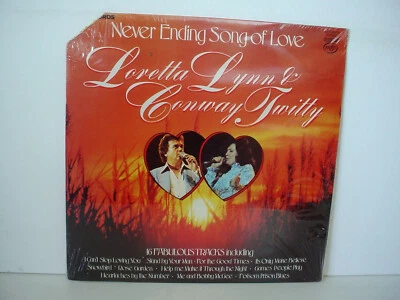 Never Ending Song of Love
Loretta Lynn &
Conway Twitty
16 FABULOUS TRACKS including
I Can't Stop Loving You · Stand by Your Man · For the Good Times · It's Only Make Believe
Snowbird · Rose Garden · Help me Make it Through the Night · Games People Play
Heartaches by the Number · Me and Bobby McGee · Folsom Prison Blues